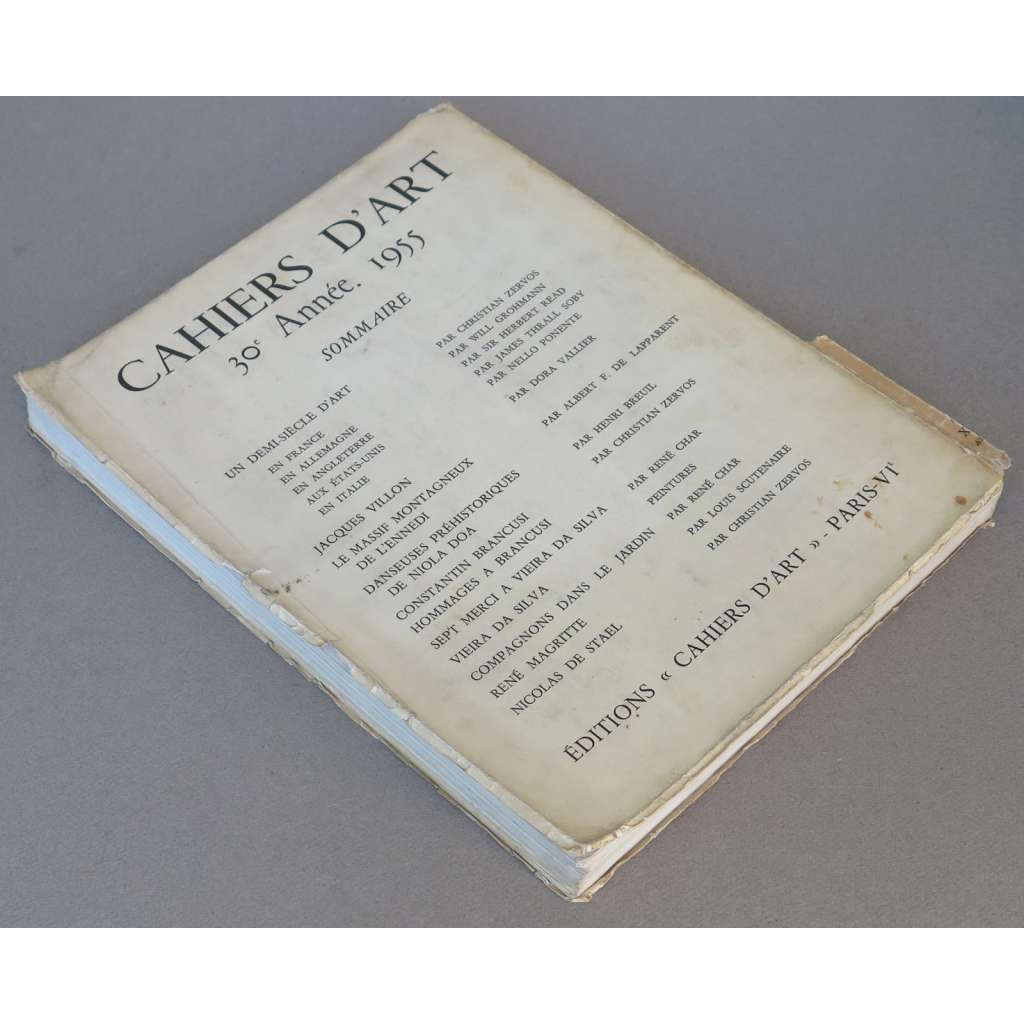 CAHIERS D'ART
30e Année. 1955
SOMMAIRE
UN DEMI-SIÈCLE D'ART
EN FRANCE PAR CHRISTIAN ZERVOS
EN ALLEMAGNE PAR WILL GROHMANN
EN ANGLETERRE PAR SIR HERBERT READ
AUX ÉTATS-UNIS PAR JAMES THRALL SOBY
EN ITALIE PAR NELLO PONENTE
JACQUES VILLON PAR DORA VALLIER
LE MASSIF MONTAGNEUX
DE L'ENNEDI PAR ALBERT F. DE LAPPARENT
DANSEUSES PRÉHISTORIQUES
DE NIOLA DOA PAR HENRI BREUIL
CONSTANTIN BRANCUSI PAR CHRISTIAN ZERVOS
HOMMAGES A BRANCUSI
SEPT MERCI A VIEIRA DA SILVA PAR RENÉ CHAR
VIEIRA DA SILVA PEINTURES
COMPAGNONS DANS LE JARDIN PAR RENÉ CHAR
RENÉ MAGRITTE PAR LOUIS SCUTENAIRE
NICOLAS DE STAEL PAR CHRISTIAN ZERVOS
ÉDITIONS « CAHIERS D'ART » - PARIS-VIe